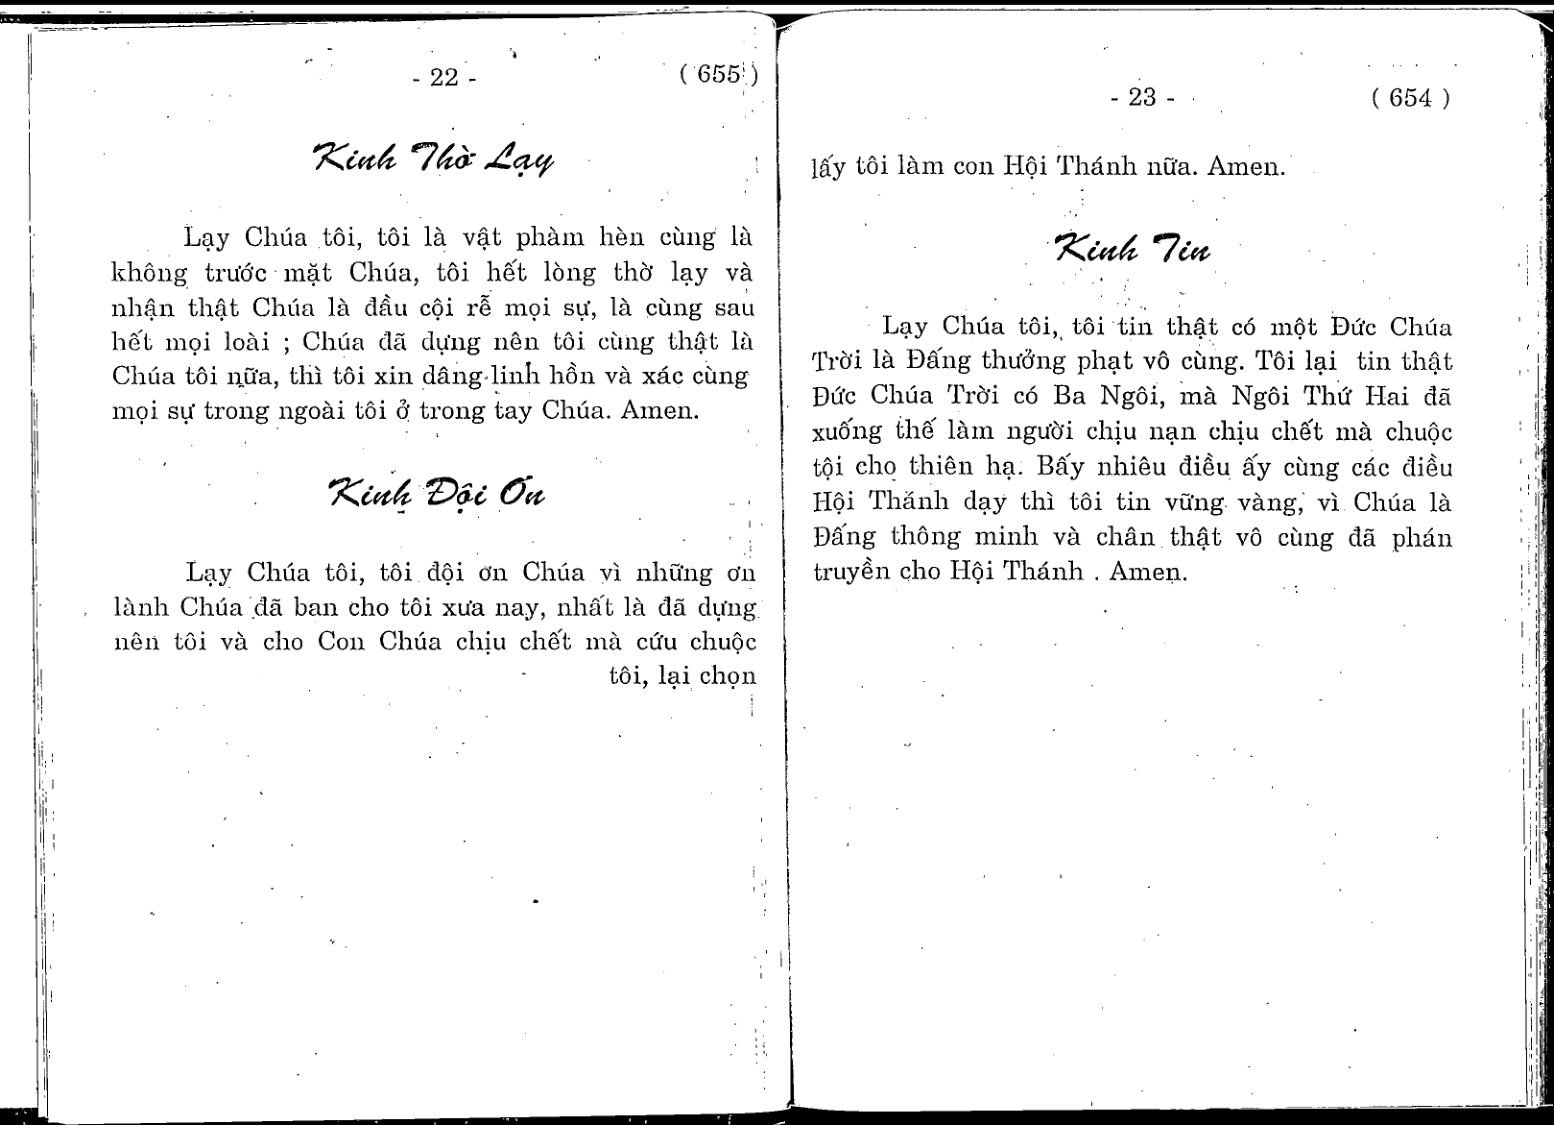 - 22 -
( 655 )
Kinh Thờ Lạy
Lạy Chúa tôi, tôi là vật phàm hèn cùng là
không trước mặt Chúa, tôi hết lòng thờ lạy và
nhận thật Chúa là đầu cội rễ mọi sự, là cùng sau
hết mọi loài ; Chúa đã dựng nên tôi cùng thật là
Chúa tôi nữa, thì tôi xin dâng linh hồn và xác cùng
mọi sự trong ngoài tôi ở trong tay Chúa. Amen.
Kinh Đội Ơn
Lạy Chúa tôi, tôi đội ơn Chúa vì những ơn
lành Chúa đã ban cho tôi xưa nay, nhất là đã dựng
nên tôi và cho Con Chúa chịu chết mà cứu chuộc
tôi, lại chọn
- 23 -
( 654 )
lấy tôi làm con Hội Thánh nữa. Amen.
Kinh Tin
Lạy Chúa tôi, tôi tin thật có một Đức Chúa
Trời là Đấng thưởng phạt vô cùng. Tôi lại tin thật
Đức Chúa Trời có Ba Ngôi, mà Ngôi Thứ Hai đã
xuống thế làm người chịu nạn chịu chết mà chuộc
tội cho thiên hạ. Bấy nhiêu điều ấy cùng các điều
Hội Thánh dạy thì tôi tin vững vàng, vì Chúa là
Đấng thông minh và chân thật vô cùng đã phán
truyền cho Hội Thánh . Amen.